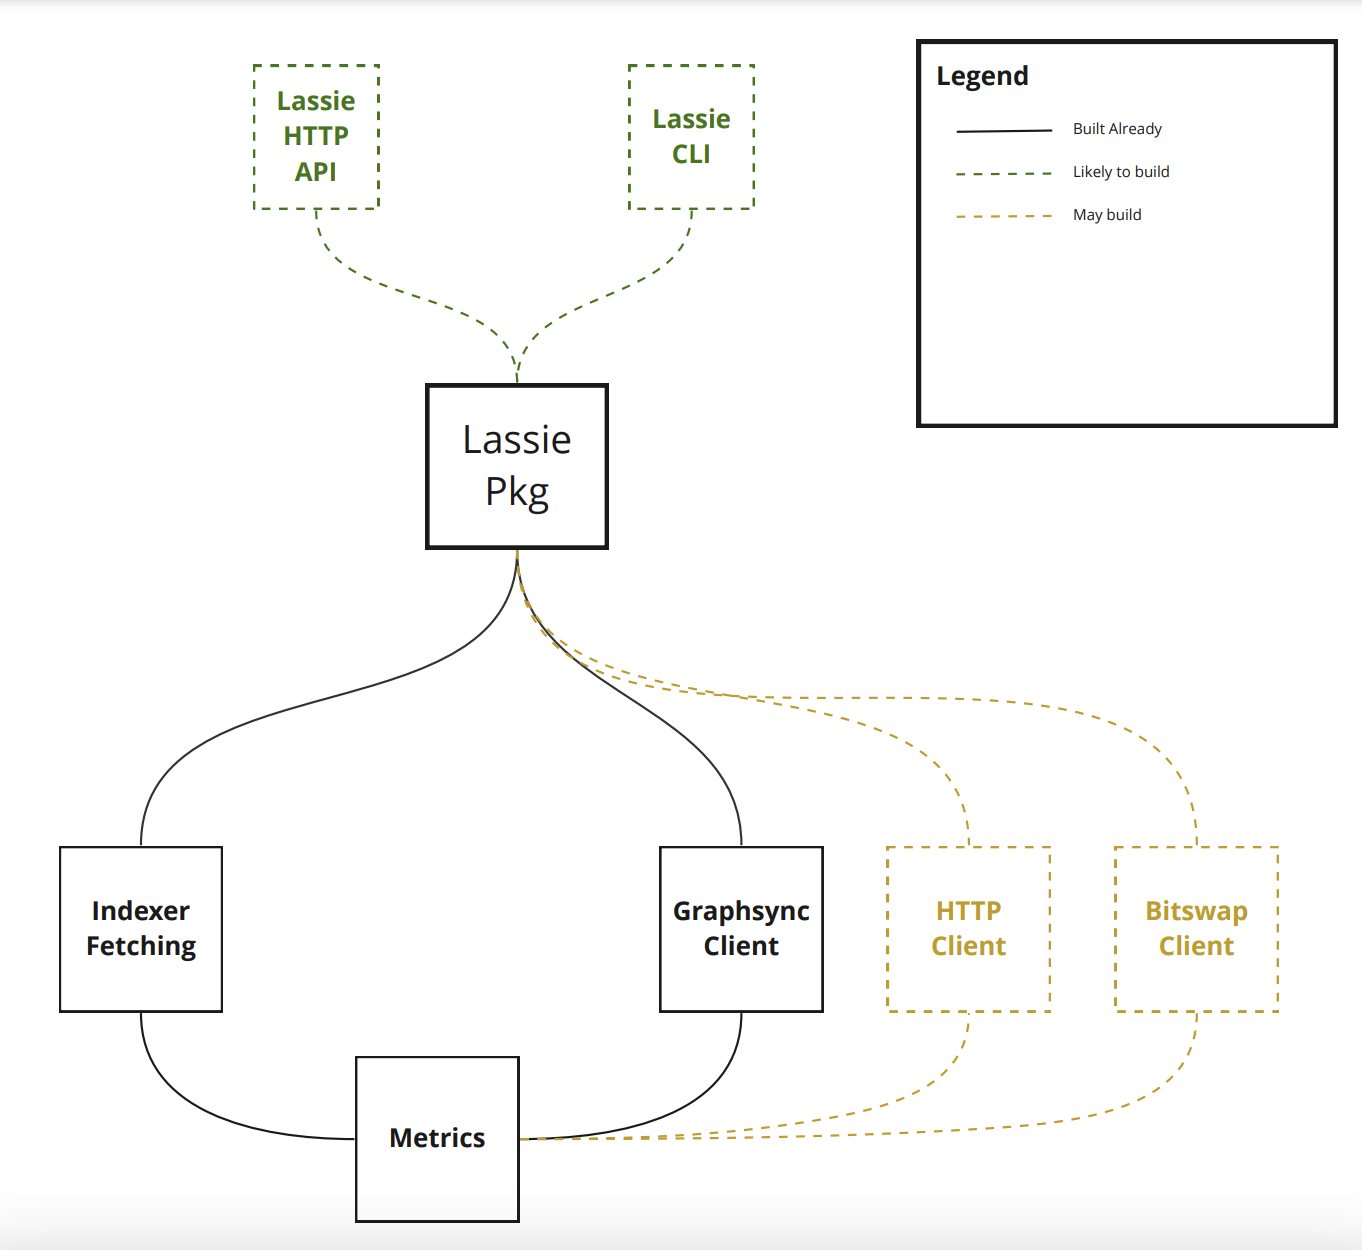 Lassie
HTTP
API
Lassie
CLI
Legend
Built Already
Likely to build
May build
Lassie
Pkg
Indexer
Fetching
Graphsync
Client
HTTP
Client
Bitswap
Client
Metrics